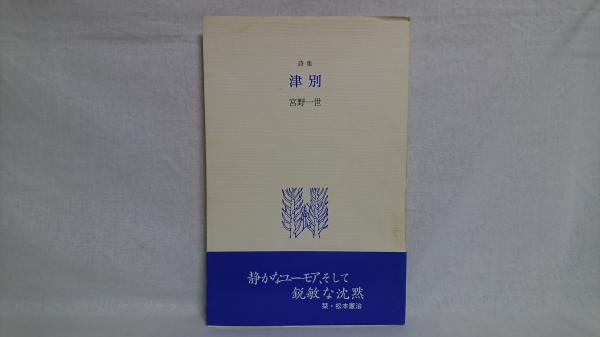 詩集
津別
宮野一世
静かなユーモア、そして
鋭敏な沈黙
栞・松本憲治